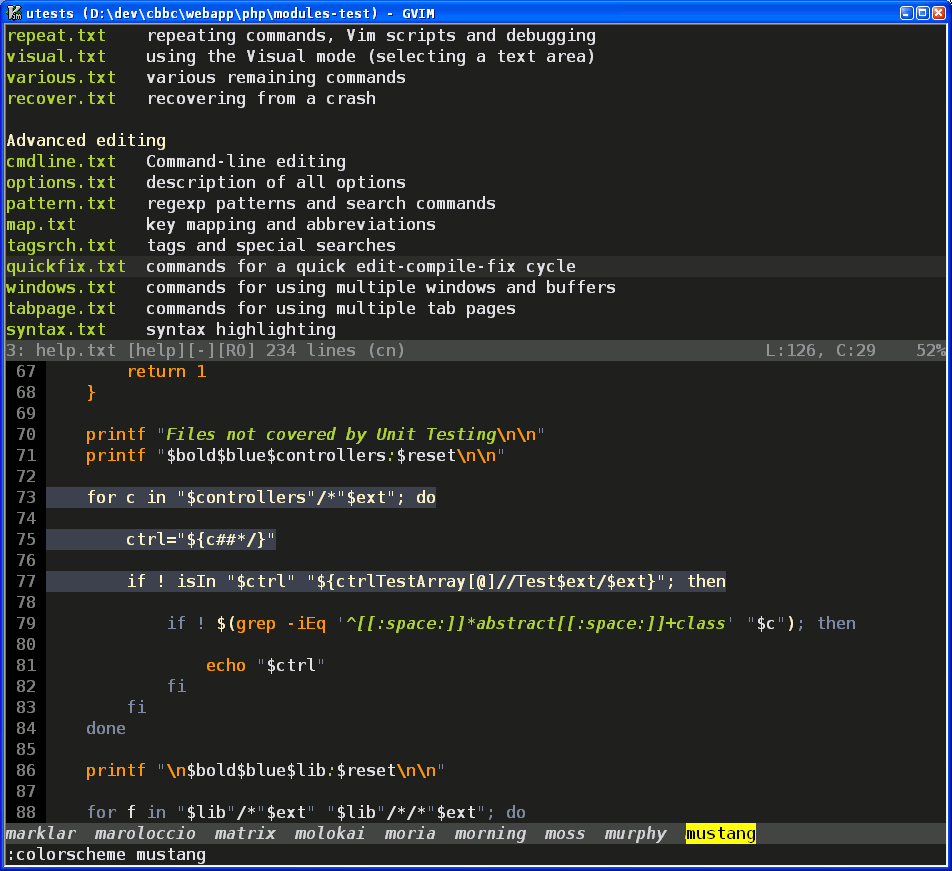 utests (D:\dev\cbbc\webapp\php\modules-test) - GVIM
repeat.txt    repeating commands, Vim scripts and debugging
visual.txt    using the Visual mode (selecting a text area)
various.txt   various remaining commands
recover.txt   recovering from a crash
Advanced editing
cmdline.txt   Command-line editing
options.txt   description of all options
pattern.txt   regexp patterns and search commands
map.txt       key mapping and abbreviations
tagsrch.txt   tags and special searches
quickfix.txt  commands for a quick edit-compile-fix cycle
windows.txt   commands for using multiple windows and buffers
tabpage.txt   commands for using multiple tab pages
syntax.txt    syntax highlighting
3: help.txt [help][-][RO] 234 lines (cn)                                    L:126, C:29    52%
67         return 1
68     }
69
70     printf "Files not covered by Unit Testing\n\n"
71     printf "$bold$blue$controllers:$reset\n\n"
72
73     for c in "$controllers"/*"$ext"; do
74
75         ctrl="${c##*/}"
76
77         if ! isIn "$ctrl" "${ctrlTestArray[@]//Test$ext/$ext}"; then
78
79             if ! $(grep -iEq '^[[:space:]]*abstract[[:space:]]+class' "$c"); then
80
81                 echo "$ctrl"
82             fi
83         fi
84     done
85
86     printf "\n$bold$blue$lib:$reset\n\n"
87
88     for f in "$lib"/*"$ext" "$lib"/*/*"$ext"; do
marklar  maroloccio  matrix  molokai  moria  morning  moss  murphy  mustang
:colorscheme mustang